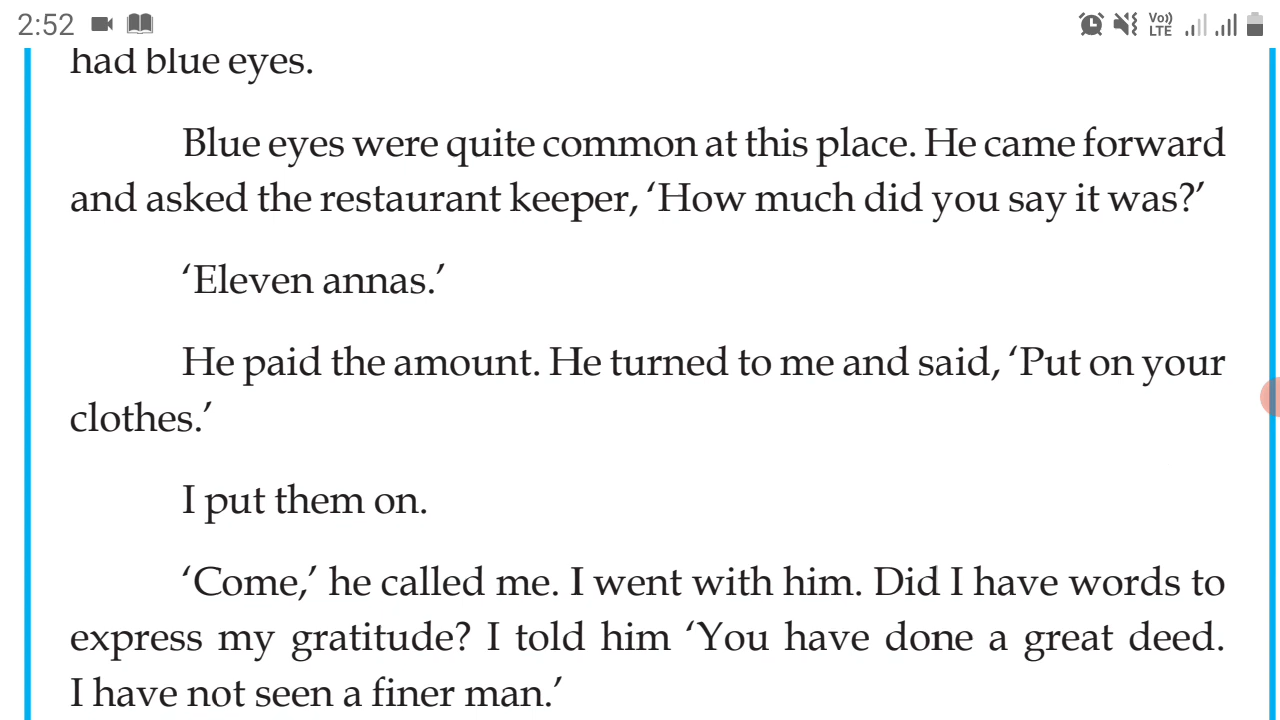 2:52 Vo)) LTE
had blue eyes.
Blue eyes were quite common at this place. He came forward
and asked the restaurant keeper, ‘How much did you say it was?’
‘Eleven annas.’
He paid the amount. He turned to me and said, ‘Put on your
clothes.’
I put them on.
‘Come,’ he called me. I went with him. Did I have words to
express my gratitude? I told him ‘You have done a great deed.
I have not seen a finer man.’